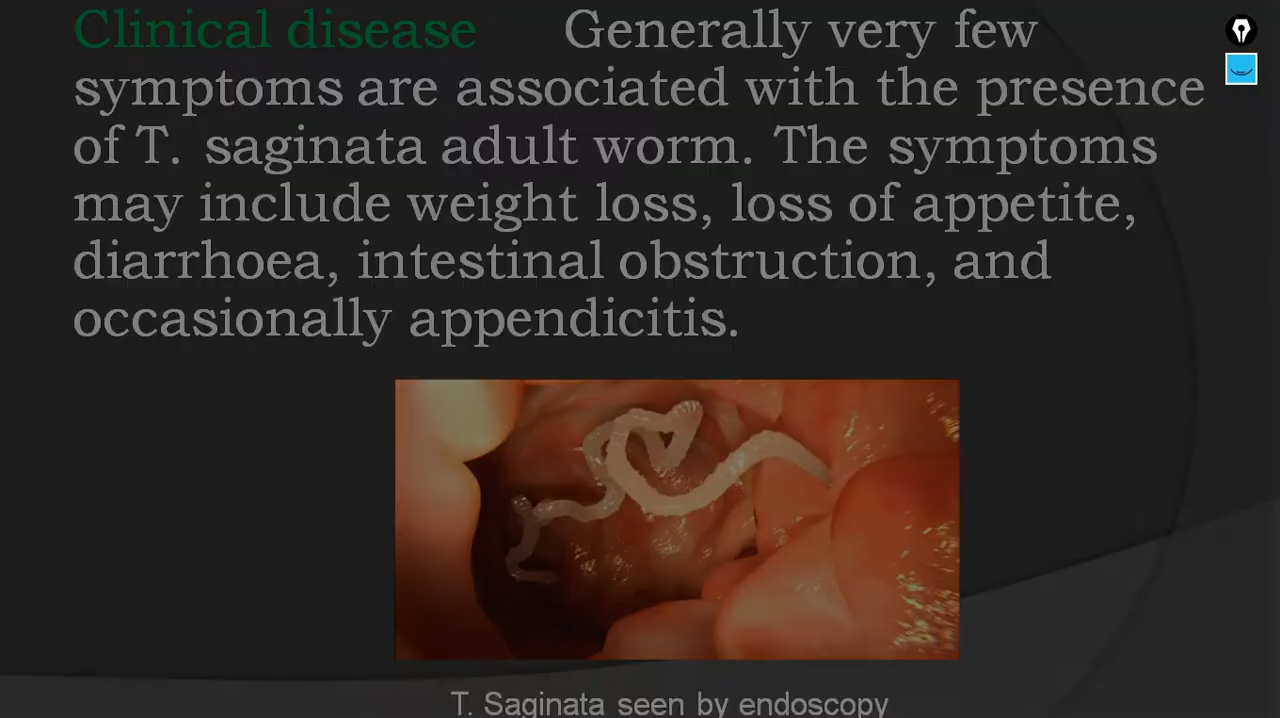 Clinical disease Generally very few
symptoms are associated with the presence
of T. saginata adult worm. The symptoms
may include weight loss, loss of appetite,
diarrhoea, intestinal obstruction, and
occasionally appendicitis.
T. Saginata seen by endoscopy